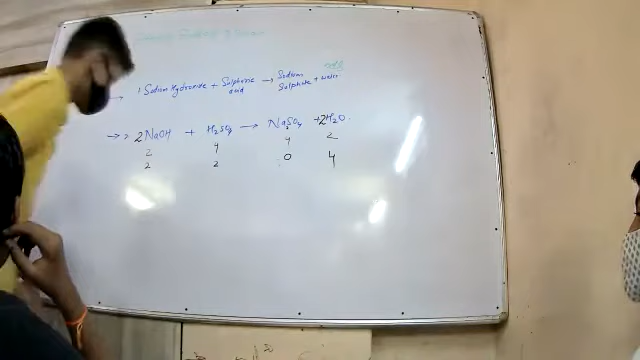 1 Sodium Hydroxide + Sulphuric acid → Sodium Sulphate + water
→ 2NaOH + H₂SO₄ → Na₂SO₄ + 2H₂O
2 4 4 2
2 2 0 4